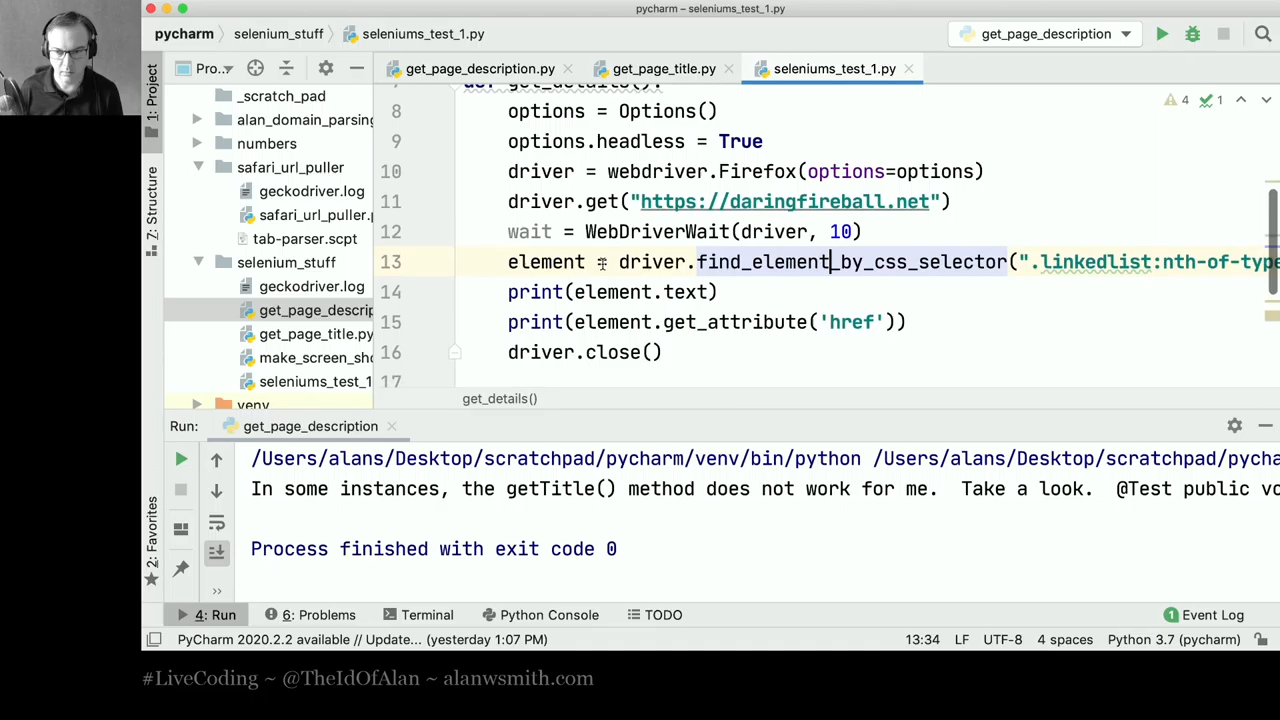 pycharm – seleniums_test_1.py
pycharm selenium_stuff seleniums_test_1.py get_page_description
1: Project
Pro... get_page_description.py get_page_title.py seleniums_test_1.py
_scratch_pad
alan_domain_parsing
numbers
safari_url_puller
geckodriver.log
safari_url_puller.
tab-parser.scpt
selenium_stuff
geckodriver.log
get_page_descrip
get_page_title.py
make_screen_sho
seleniums_test_1
venv
Z: Structure
def get_details():
4 1
8 options = Options()
9 options.headless = True
10 driver = webdriver.Firefox(options=options)
11 driver.get("https://daringfireball.net")
12 wait = WebDriverWait(driver, 10)
13 element = driver.find_element_by_css_selector(".linkedlist:nth-of-type
14 print(element.text)
15 print(element.get_attribute('href'))
16 driver.close()
17
get_details()
Run: get_page_description
/Users/alans/Desktop/scratchpad/pycharm/venv/bin/python /Users/alans/Desktop/scratchpad/pycha
In some instances, the getTitle() method does not work for me. Take a look. @Test public vo
Process finished with exit code 0
2: Favorites
4: Run 6: Problems Terminal Python Console TODO 1 Event Log
PyCharm 2020.2.2 available // Update... (yesterday 1:07 PM) 13:34 LF UTF-8 4 spaces Python 3.7 (pycharm)
#LiveCoding ~ @TheIdOfAlan ~ alanwsmith.com